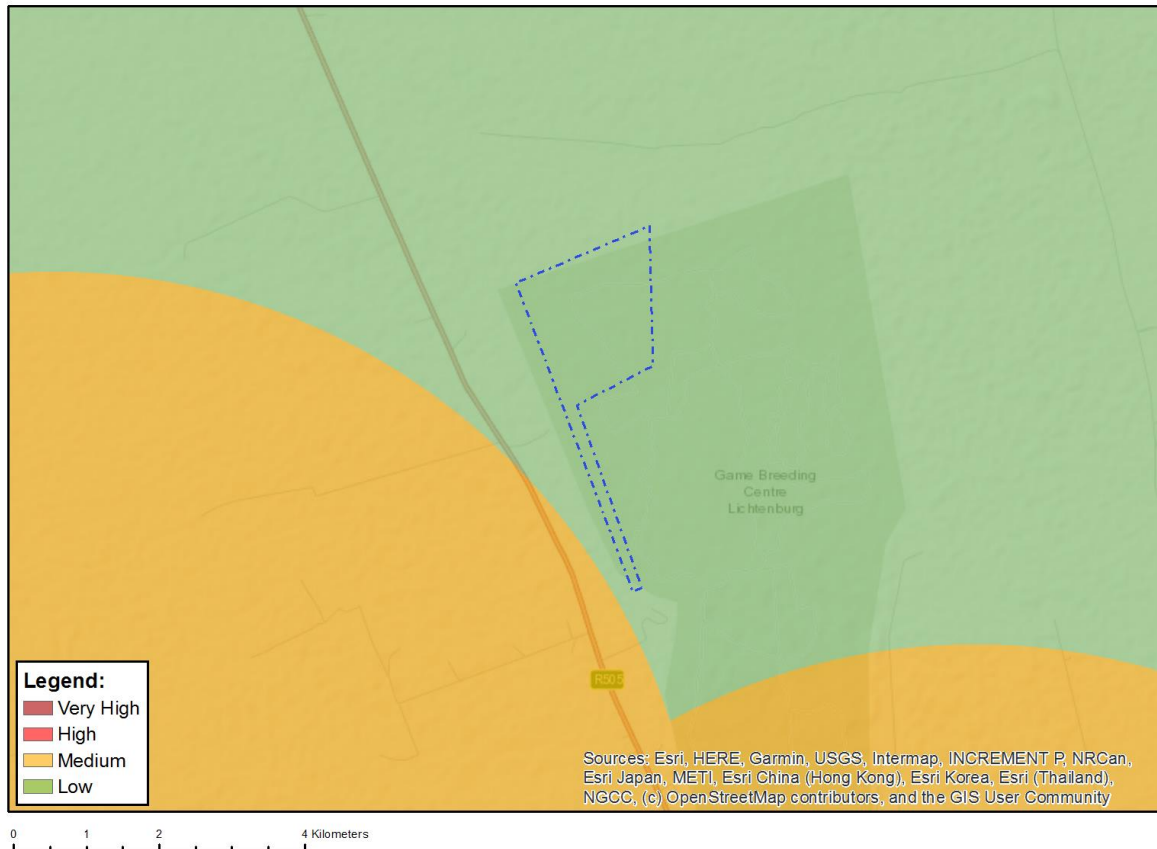 Game Breeding
Centre
Lichtenburg
R505
Legend:
Very High
High
Medium
Low
Sources: Esri, HERE, Garmin, USGS, Intermap, INCREMENT P, NRCan,
Esri Japan, METI, Esri China (Hong Kong), Esri Korea, Esri (Thailand),
NGCC, (c) OpenStreetMap contributors, and the GIS User Community
0 1 2 4 Kilometers